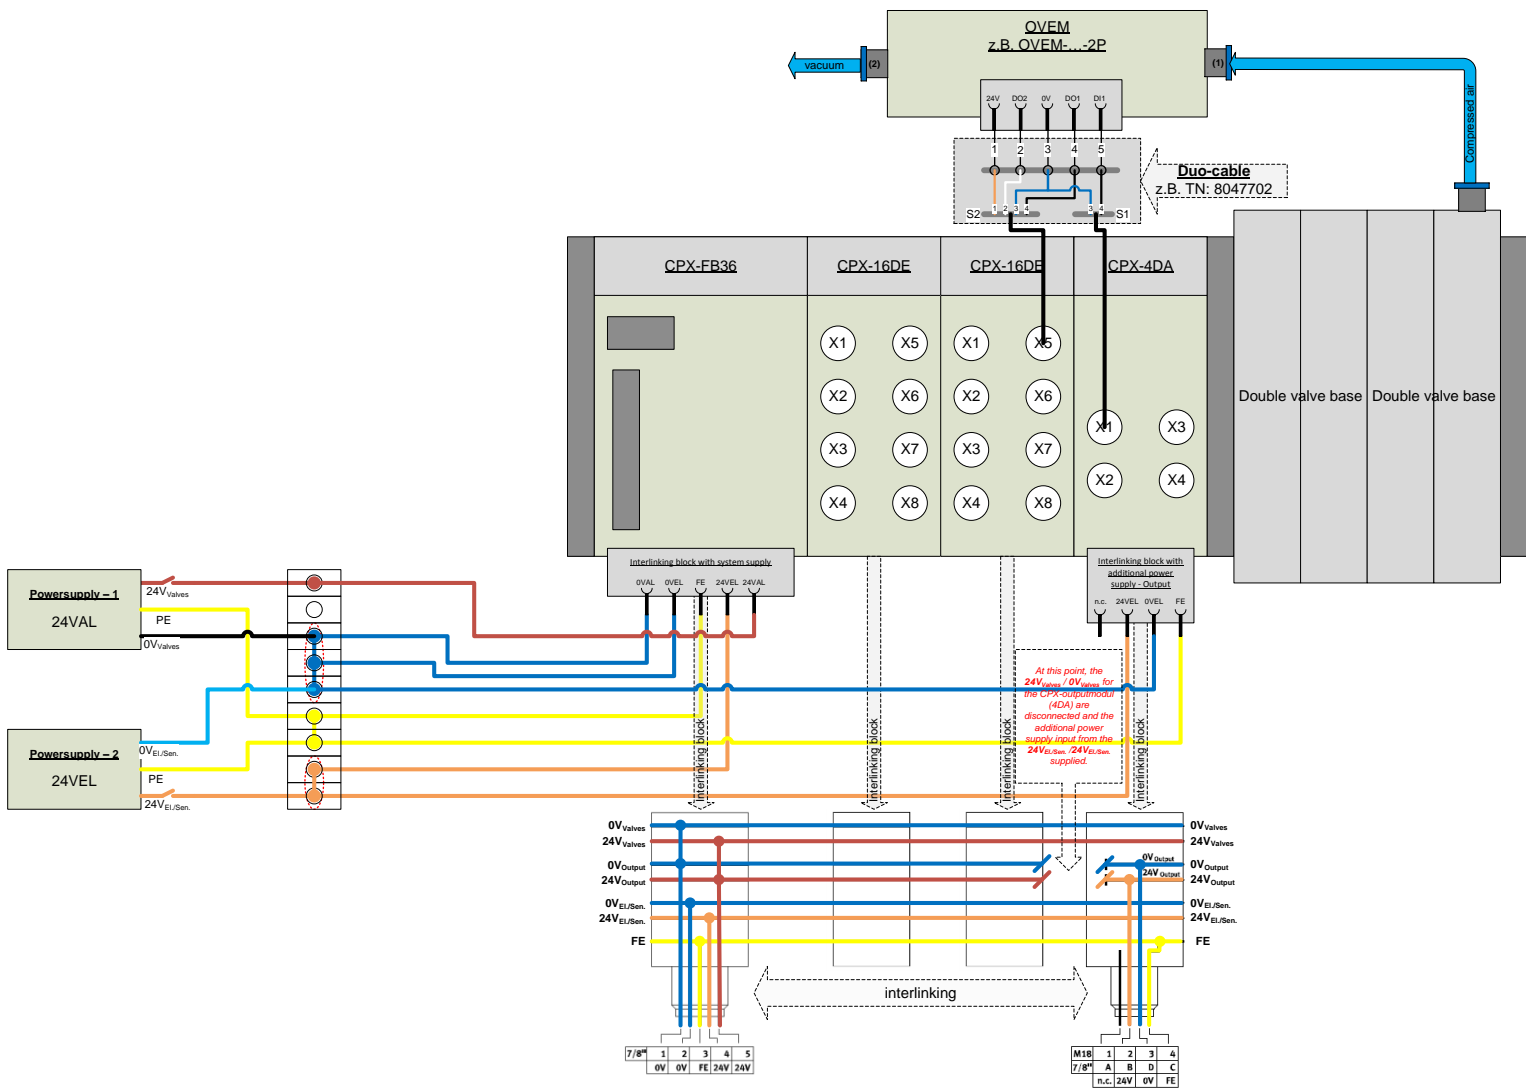 OVEM
z.B. OVEM-…-2P
vacuum
(2)
(1)
Compressed air
24V DO2 0V DO1 DI1
1 2 3 4 5
Duo-cable
z.B. TN: 8047702
S2 1 2 3 4 3 4 S1
CPX-FB36
CPX-16DE
CPX-16DE
CPX-4DA
X1 X5 X1 X5
X2 X6 X2 X6
X3 X7 X3 X7
X4 X8 X4 X8
X1 X3
X2 X4
Double valve base
Double valve base
Interlinking block with system supply
0VAL 0VEL FE 24VEL 24VAL
Interlinking block with
additional power
supply - Output
n.c. 24VEL 0VEL FE
Powersupply – 1
24VAL
24VValves
PE
0VValves
Powersupply – 2
24VEL
0VEl./Sen.
PE
24VEl./Sen.
At this point, the
24VValves / 0VValves for
the CPX-outputmodul
(4DA) are
disconnected and the
additional power
supply input from the
24VEl./Sen. /24VEl./Sen.
supplied.
Interlinking block
Interlinking block
Interlinking block
Interlinking block
0VValves
24VValves
0VOutput
24VOutput
0VEl./Sen.
24VEl./Sen.
FE
0V Output
24V Output
0VValves
24VValves
0VOutput
24VOutput
0VEl./Sen.
24VEl./Sen.
FE
interlinking
7/8" 1 2 3 4 5
0V 0V FE 24V 24V
M18 1 2 3 4
7/8" A B D C
n.c. 24V 0V FE